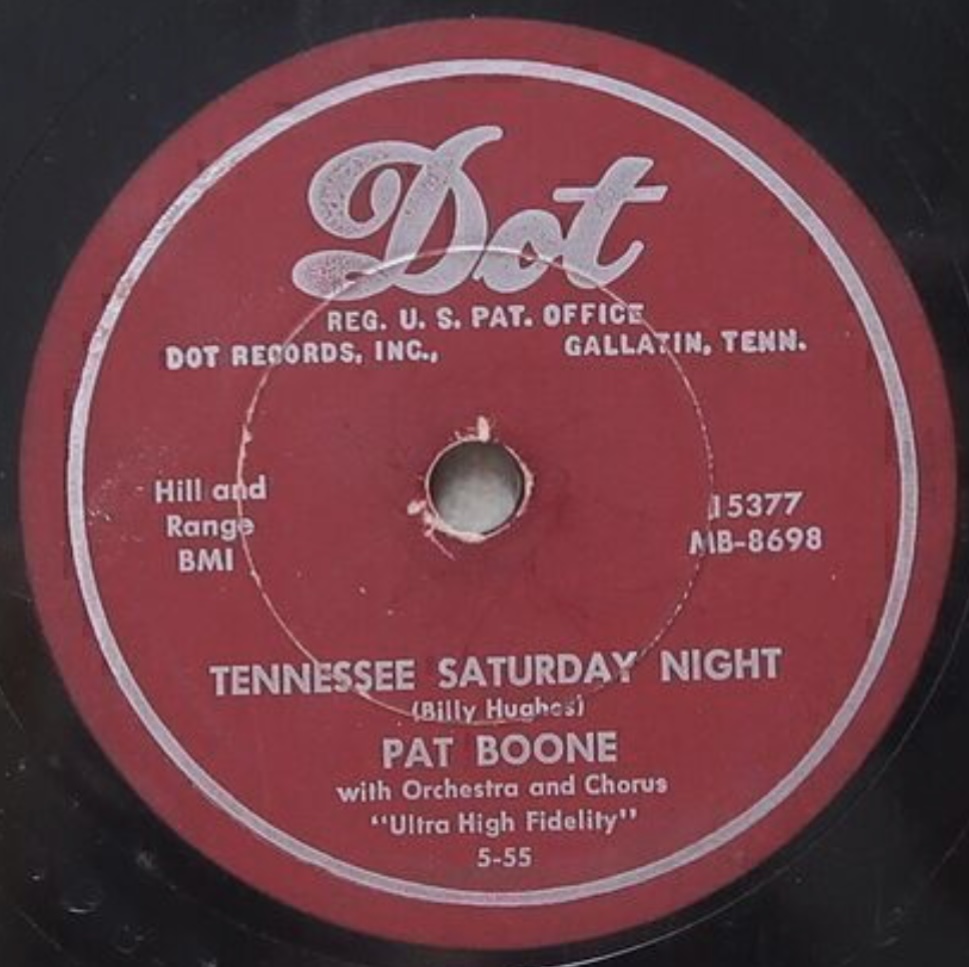 Dot
REG. U. S. PAT. OFFICE
DOT RECORDS, INC., GALLATIN, TENN.
Hill and
Range
BMI
15377
MB-8698
TENNESSEE SATURDAY NIGHT
(Billy Hughes)
PAT BOONE
with Orchestra and Chorus
"Ultra High Fidelity"
5-55